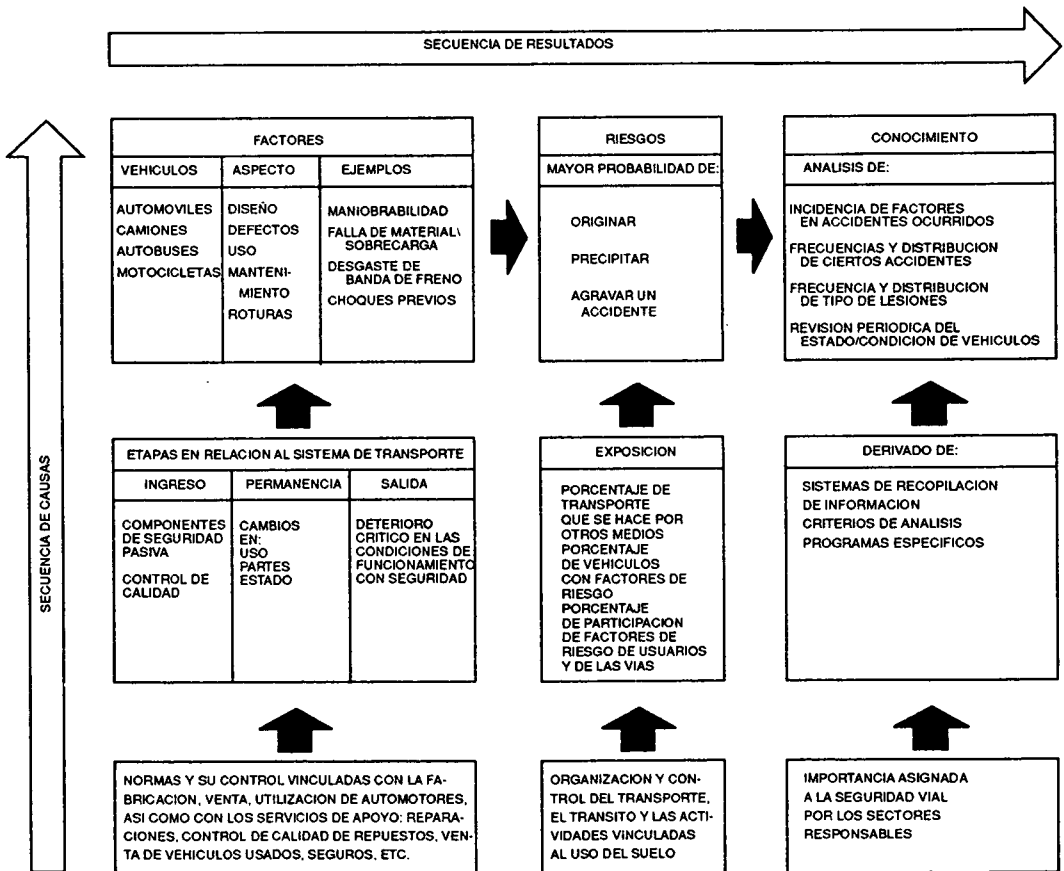 SECUENCIA DE RESULTADOS
SECUENCIA DE CAUSAS
FACTORES
VEHICULOS
AUTOMOVILES
CAMIONES
AUTOBUSES
MOTOCICLETAS
ASPECTO
DISEÑO
DEFECTOS
USO
MANTENI-
MIENTO
ROTURAS
EJEMPLOS
MANIOBRABILIDAD
FALLA DE MATERIAL\
SOBRECARGA
DESGASTE DE
BANDA DE FRENO
CHOQUES PREVIOS
RIESGOS
MAYOR PROBABILIDAD DE:
ORIGINAR
PRECIPITAR
AGRAVAR UN
ACCIDENTE
CONOCIMIENTO
ANALISIS DE:
INCIDENCIA DE FACTORES
EN ACCIDENTES OCURRIDOS
FRECUENCIAS Y DISTRIBUCION
DE CIERTOS ACCIDENTES
FRECUENCIA Y DISTRIBUCION
DE TIPO DE LESIONES
REVISION PERIODICA DEL
ESTADO/CONDICION DE VEHICULOS
ETAPAS EN RELACION AL SISTEMA DE TRANSPORTE
INGRESO
COMPONENTES
DE SEGURIDAD
PASIVA
CONTROL DE
CALIDAD
PERMANENCIA
CAMBIOS
EN:
USO
PARTES
ESTADO
SALIDA
DETERIORO
CRITICO EN LAS
CONDICIONES DE
FUNCIONAMIENTO
CON SEGURIDAD
EXPOSICION
PORCENTAJE DE
TRANSPORTE
QUE SE HACE POR
OTROS MEDIOS
PORCENTAJE
DE VEHICULOS
CON FACTORES DE
RIESGO
PORCENTAJE
DE PARTICIPACION
DE FACTORES DE
RIESGO DE USUARIOS
Y DE LAS VIAS
DERIVADO DE:
SISTEMAS DE RECOPILACION
DE INFORMACION
CRITERIOS DE ANALISIS
PROGRAMAS ESPECIFICOS
NORMAS Y SU CONTROL VINCULADAS CON LA FA-
BRICACION, VENTA, UTILIZACION DE AUTOMOTORES,
ASI COMO CON LOS SERVICIOS DE APOYO: REPARA-
CIONES, CONTROL DE CALIDAD DE REPUESTOS, VEN-
TA DE VEHICULOS USADOS, SEGUROS, ETC.
ORGANIZACION Y CON-
TROL DEL TRANSPORTE,
EL TRANSITO Y LAS ACTI-
VIDADES VINCULADAS
AL USO DEL SUELO
IMPORTANCIA ASIGNADA
A LA SEGURIDAD VIAL
POR LOS SECTORES
RESPONSABLES